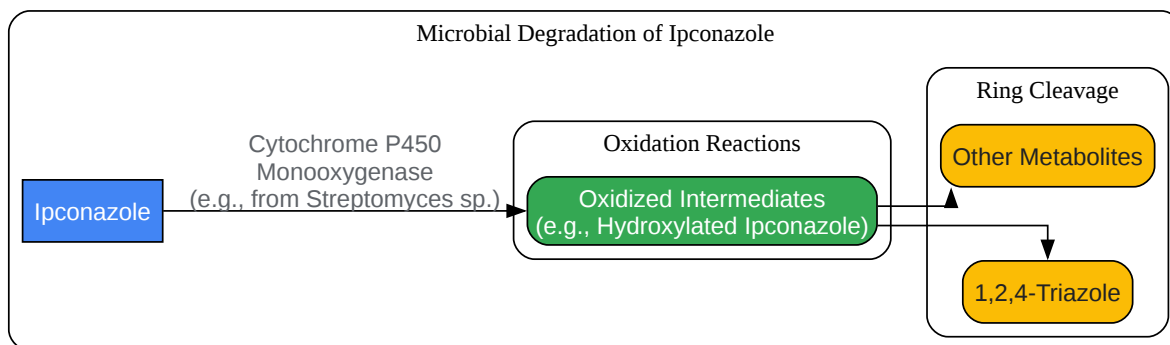 Microbial Degradation of Ipconazole
Ring Cleavage
Cytochrome P450
Monooxygenase
(e.g., from Streptomyces sp.)
Oxidation Reactions
Other Metabolites
Ipconazole
Oxidized Intermediates
(e.g., Hydroxylated Ipconazole)
1,2,4-Triazole